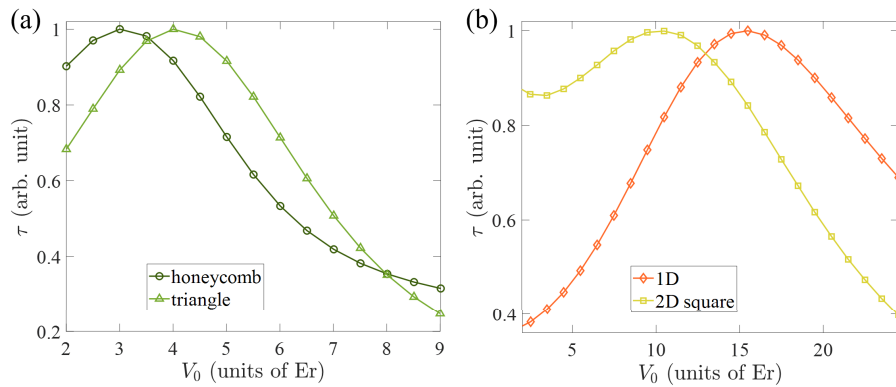 (a)
1
0.8
0.6
0.4
0.2
τ (arb. unit)
honeycomb
triangle
2 3 4 5 6 7 8 9
V0 (units of Er)
(b)
1
0.8
0.6
0.4
τ (arb. unit)
1D
2D square
5 10 15 20
V0 (units of Er)